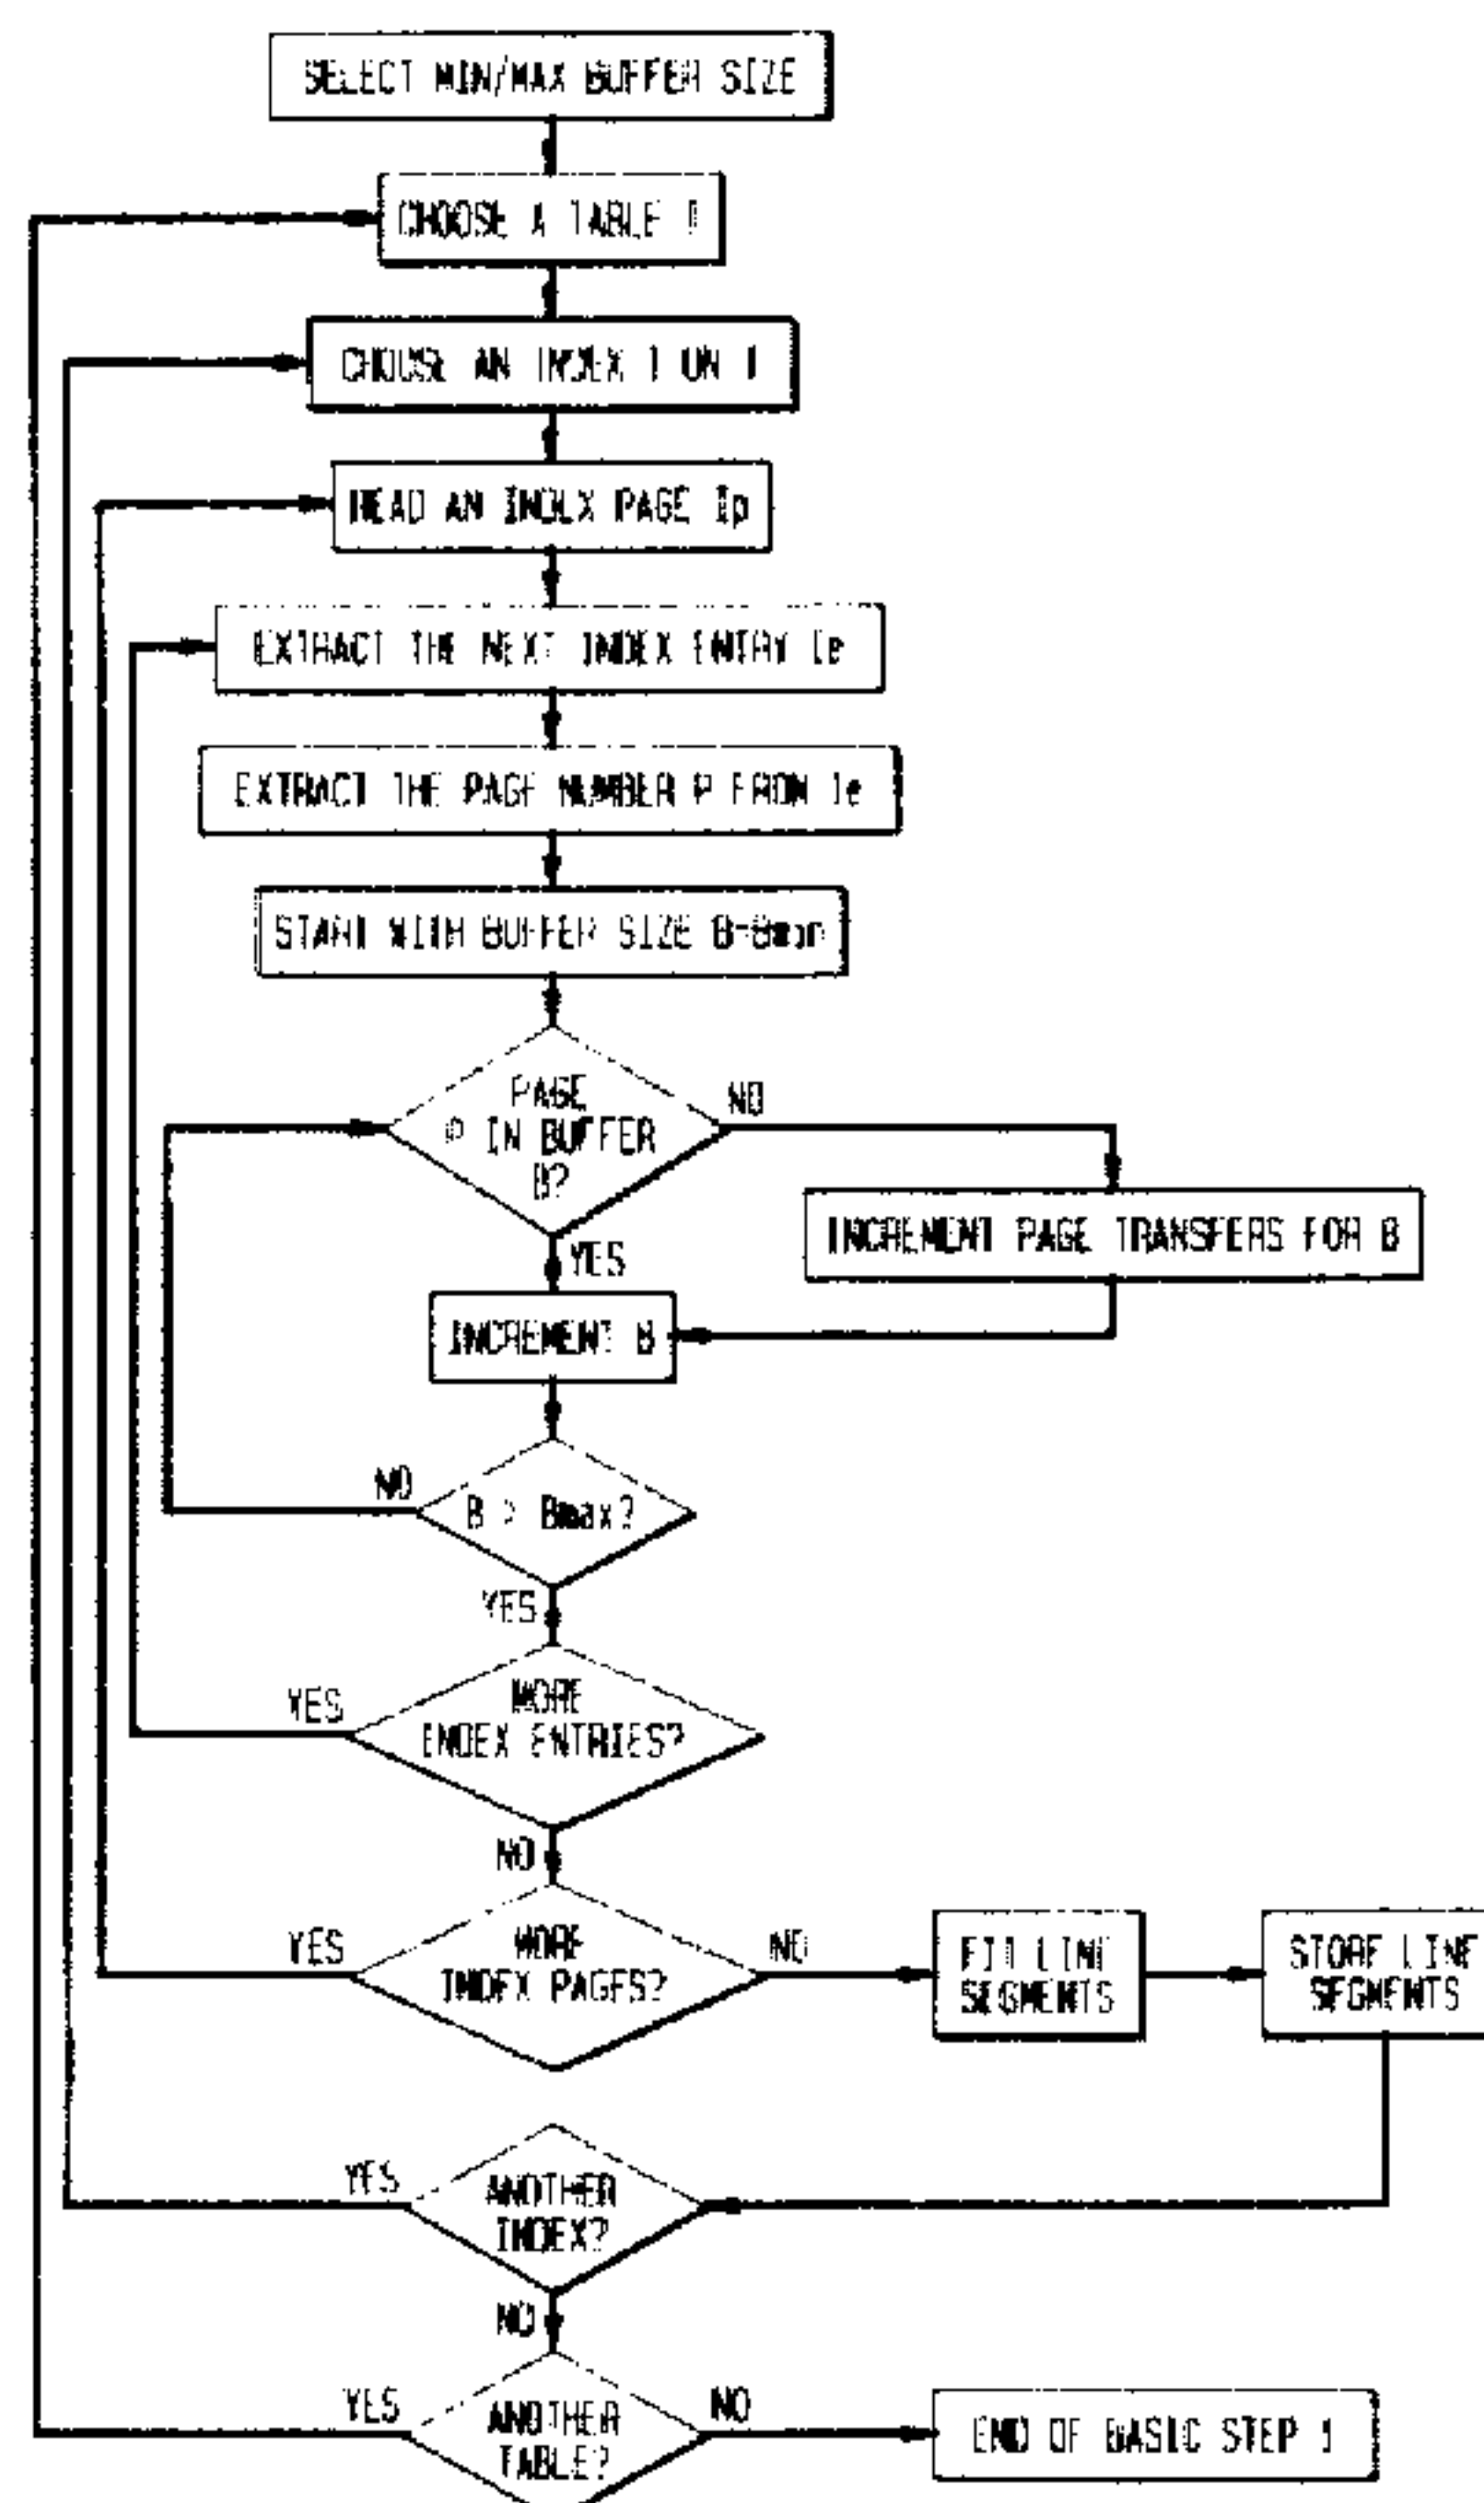 SELECT MIN/MAX BUFFER SIZE
CHOOSE A TABLE T
CHOOSE AN INDEX I ON T
READ AN INDEX PAGE Ip
EXTRACT THE NEXT INDEX ENTRY Ie
EXTRACT THE PAGE NUMBER P FROM Ie
START WITH BUFFER SIZE B=Bmin
PAGE
P IN BUFFER
B?
NO
YES
INCREMENT PAGE TRANSFERS FOR B
INCREMENT B
NO
B > Bmax?
YES
YES
MORE
INDEX ENTRIES?
NO
YES
MORE
INDEX PAGES?
NO
FIT LINE
SEGMENTS
STORE LINE
SEGMENTS
YES
ANOTHER
INDEX?
NO
YES
ANOTHER
TABLE?
NO
END OF BASIC STEP 1